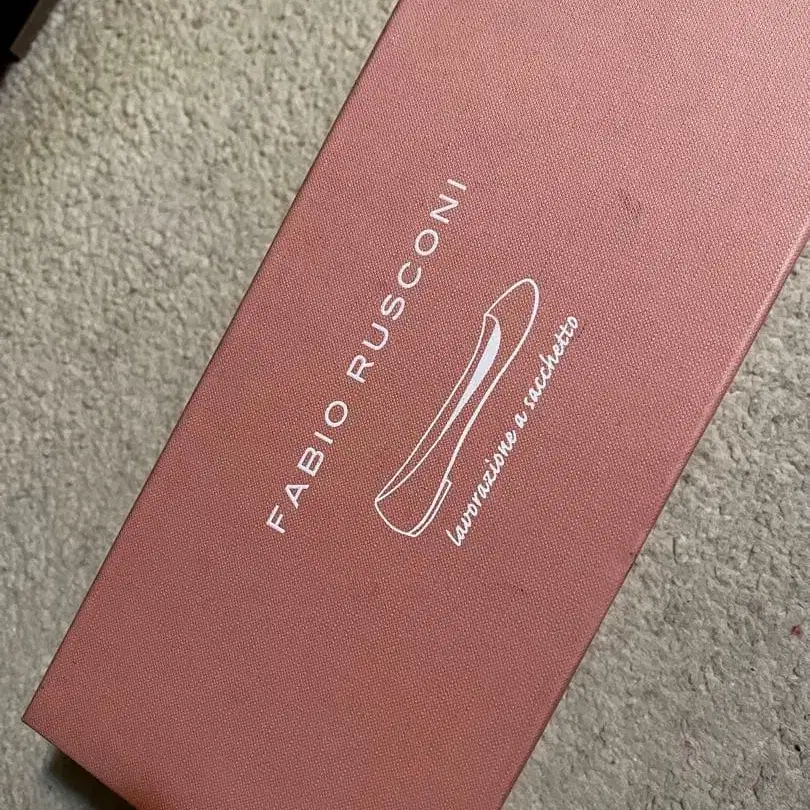 FABIO RUSCONI
lavorazione a sacchetto